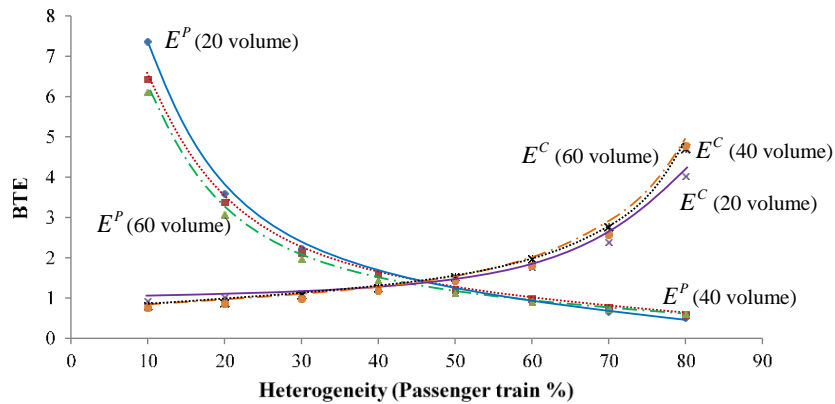 8
7
6
5
4
3
2
1
0
BTE
E^P (20 volume)
E^P (60 volume)
E^C (60 volume)
E^C (40 volume)
E^C (20 volume)
E^P (40 volume)
0 10 20 30 40 50 60 70 80 90
Heterogeneity (Passenger train %)